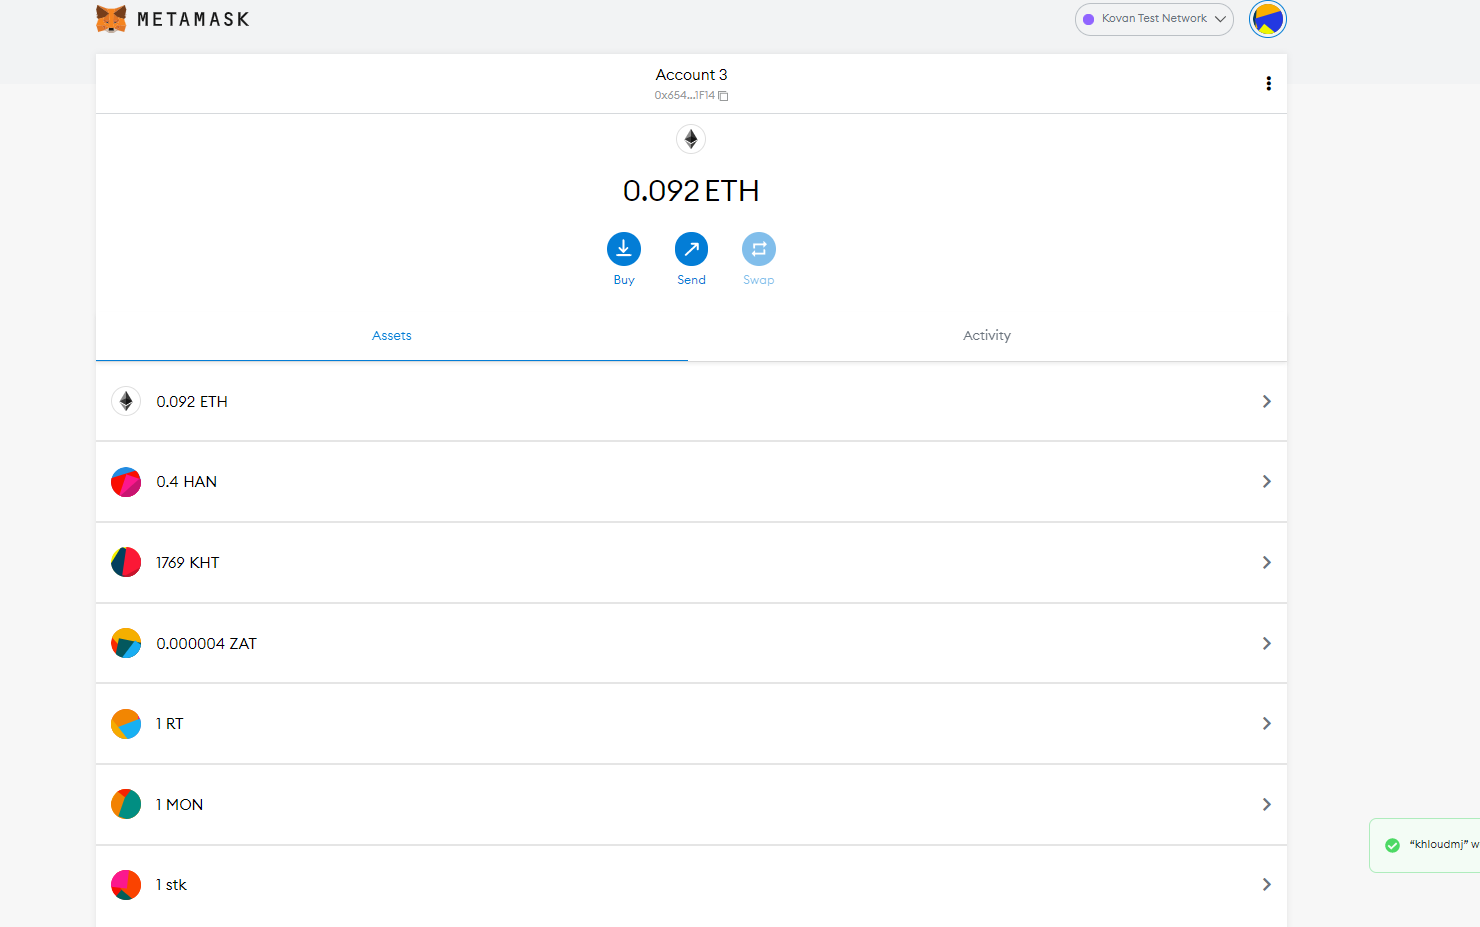 METAMASK
Kovan Test Network
Account 3
0x654...1F14
0.092 ETH
Buy
Send
Swap
Assets
Activity
0.092 ETH
0.4 HAN
1769 KHT
0.000004 ZAT
1 RT
1 MON
1 stk
“khloudmj” w